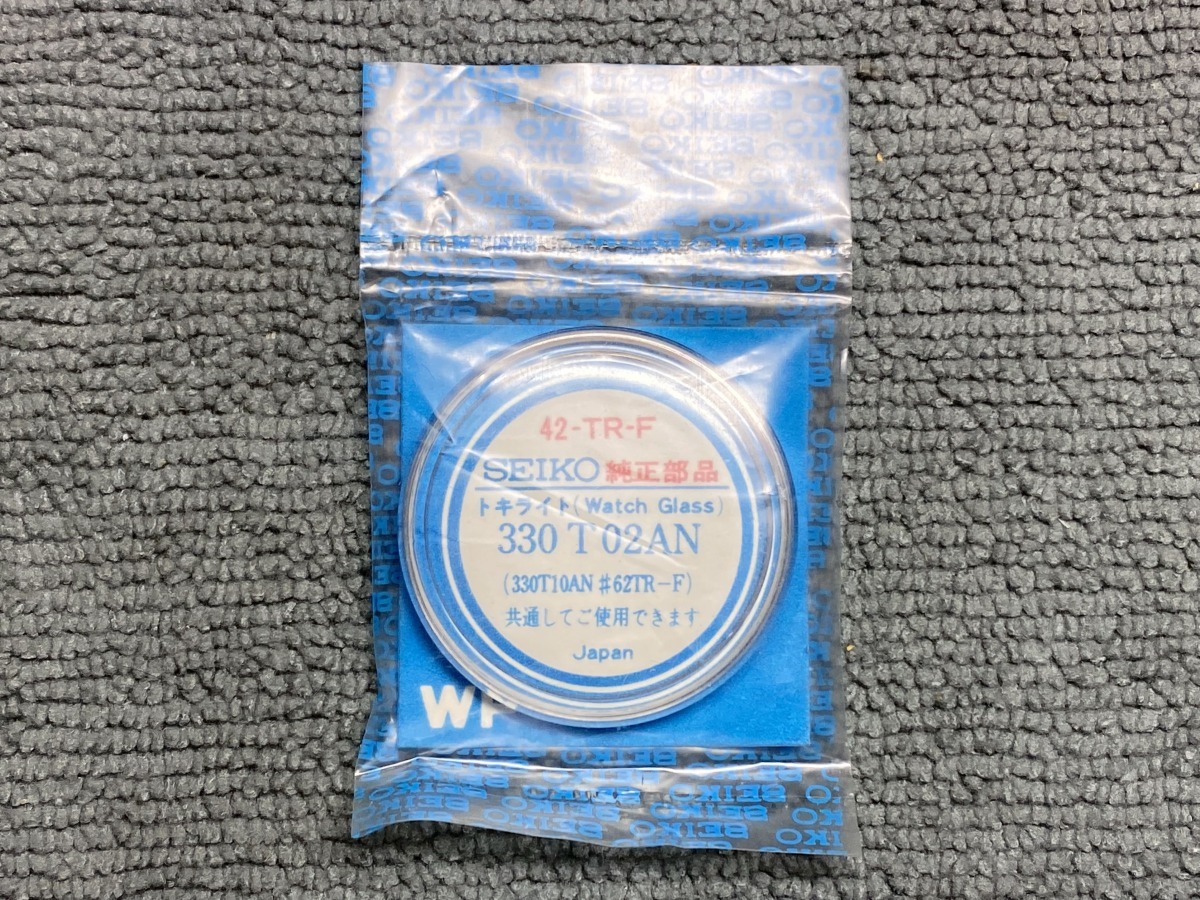 42-TR-F
SEIKO 純正部品
トキライト(Watch Glass)
330 T 02AN
(330T10AN ♯62TR-F)
共通してご使用できます
Japan
WP